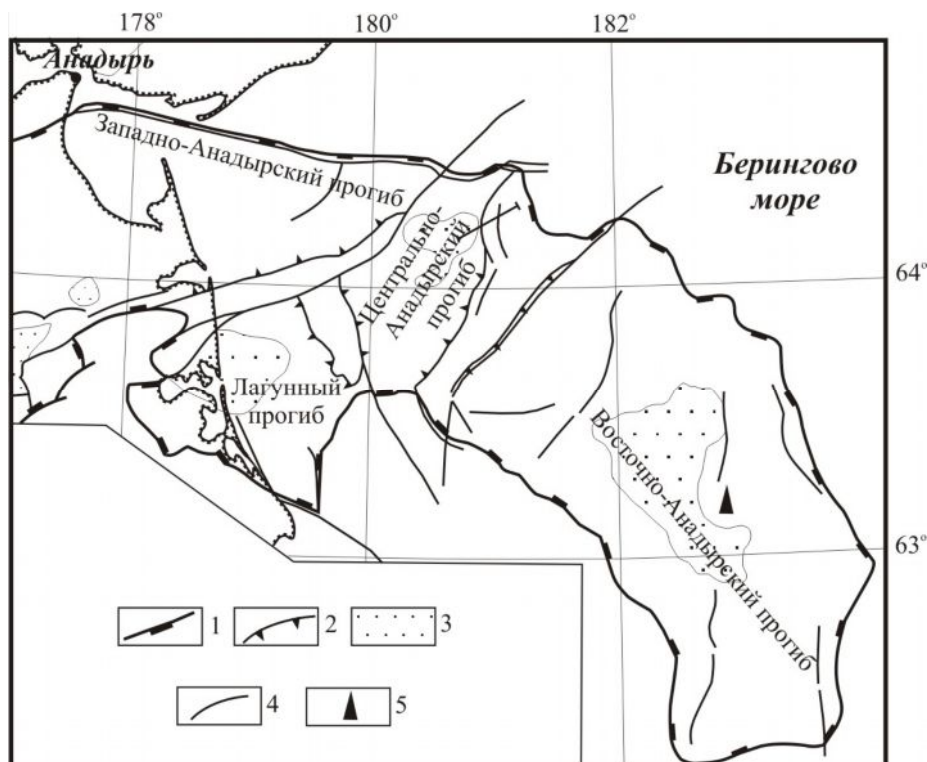 178°
180°
182°
Анадырь
Западно-Анадырский прогиб
Берингово
море
Центрально-
Анадырский
прогиб
64°
Лагунный
прогиб
Восточно-Анадырский прогиб
63°
1
2
3
4
5